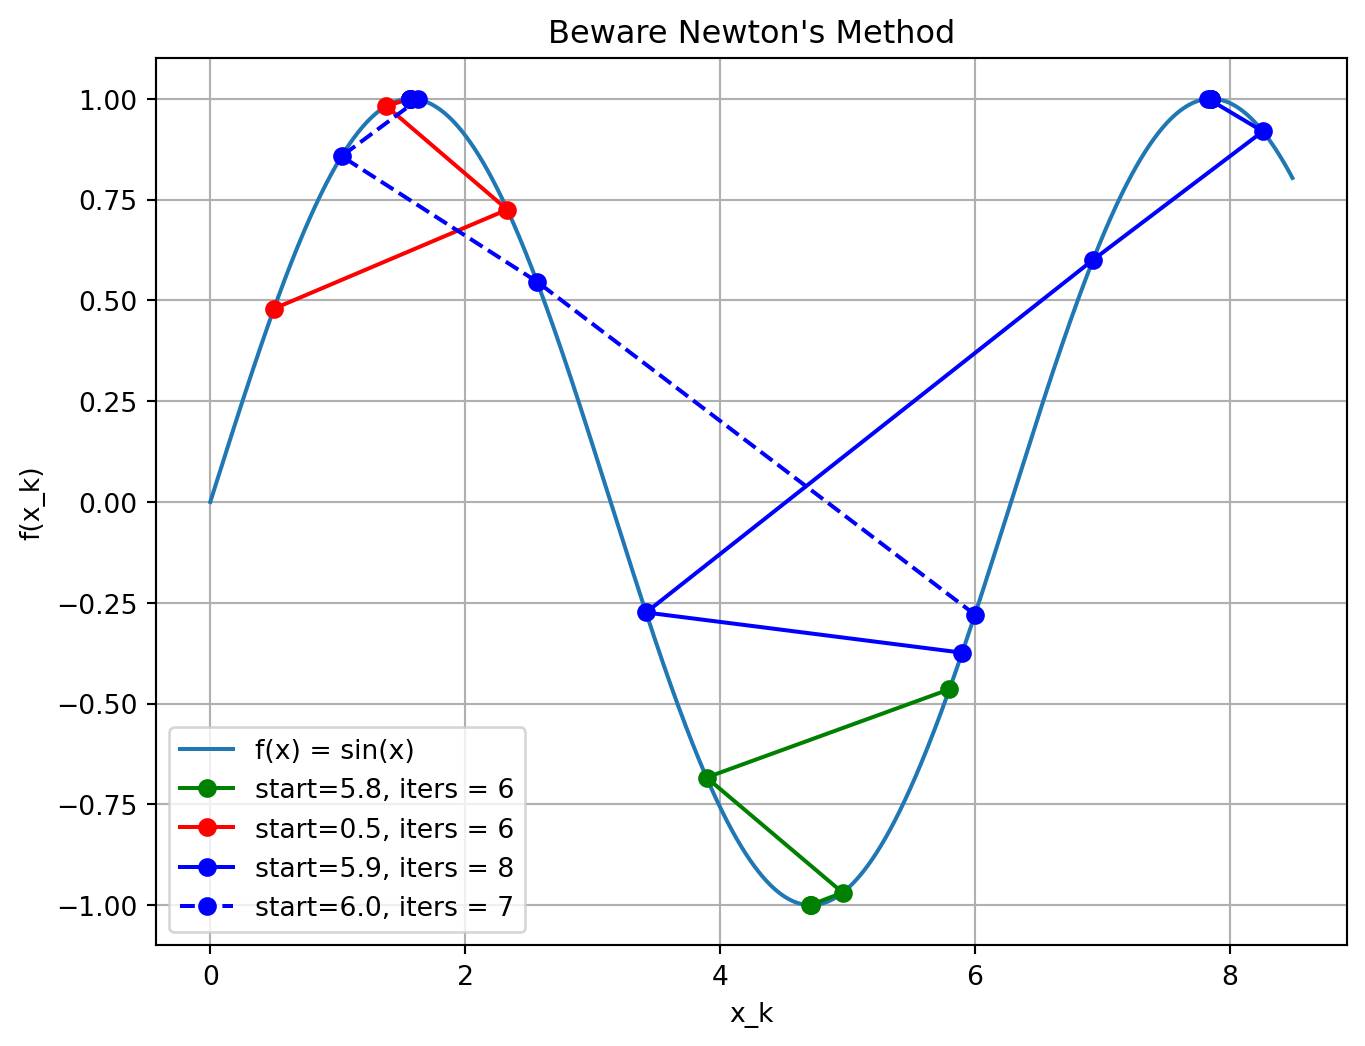 Beware Newton's Method
f(x_k)
1.00
0.75
0.50
0.25
0.00
−0.25
−0.50
−0.75
−1.00
f(x) = sin(x)
start=5.8, iters = 6
start=0.5, iters = 6
start=5.9, iters = 8
start=6.0, iters = 7
0 2 4 6 8
x_k